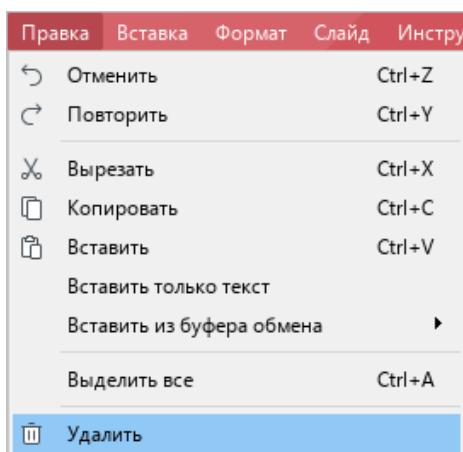 Правка Вставка Формат Слайд Инстру
Отменить Ctrl+Z
Повторить Ctrl+Y
Вырезать Ctrl+X
Копировать Ctrl+C
Вставить Ctrl+V
Вставить только текст
Вставить из буфера обмена
Выделить все Ctrl+A
Удалить